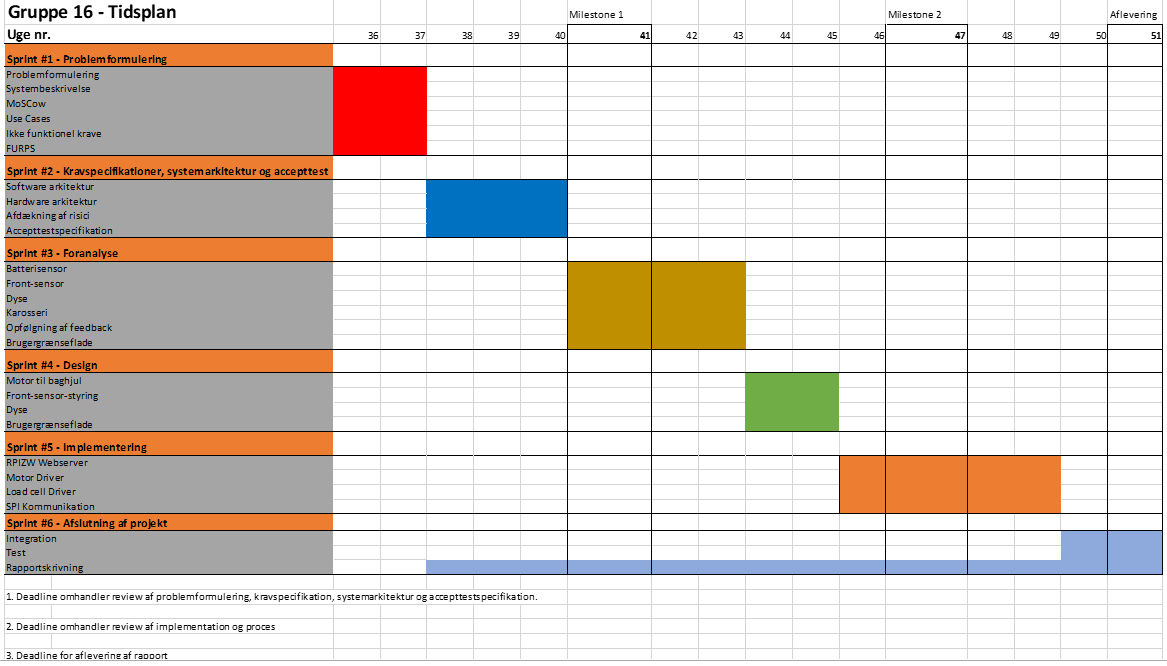 Gruppe 16 - Tidsplan
Milestone 1 Milestone 2 Aflevering
Uge nr. 36 37 38 39 40 41 42 43 44 45 46 47 48 49 50 51
Sprint #1 - Problemformulering
Problemformulering
Systembeskrivelse
MoSCow
Use Cases
Ikke funktionel krave
FURPS
Sprint #2 - Kravspecifikationer, systemarkitektur og accepttest
Software arkitektur
Hardware arkitektur
Afdækning af risici
Accepttestspecifikation
Sprint #3 - Foranalyse
Batterisensor
Front-sensor
Dyse
Karosseri
Opfølgning af feedback
Brugergrænseflade
Sprint #4 - Design
Motor til baghjul
Front-sensor-styring
Dyse
Brugergrænseflade
Sprint #5 - Implementering
RPIZW Webserver
Motor Driver
Load cell Driver
SPI Kommunikation
Sprint #6 - Afslutning af projekt
Integration
Test
Rapportskrivning
1. Deadline omhandler review af problemformulering, kravspecifikation, systemarkitektur og accepttestspecifikation.
2. Deadline omhandler review af implementation og proces
3. Deadline for aflevering af rapport